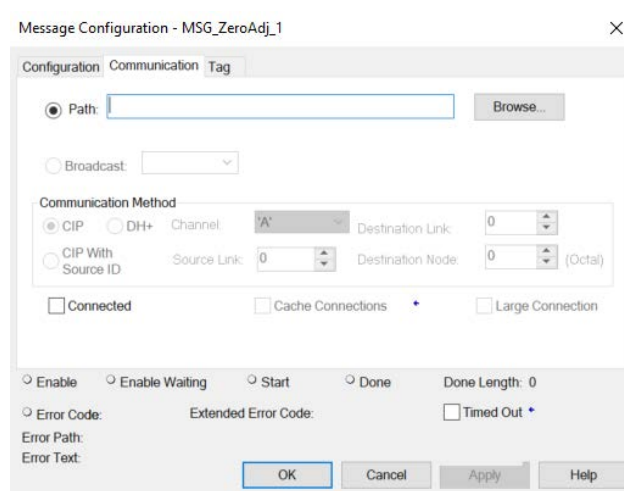 Message Configuration - MSG_ZeroAdj_1
Configuration Communication Tag
Path: Browse...
Broadcast:
Communication Method
CIP DH+ Channel: 'A' Destination Link: 0
CIP With Source ID Source Link: 0 Destination Node: 0 (Octal)
Connected Cache Connections Large Connection
Enable Enable Waiting Start Done Done Length: 0
Error Code: Extended Error Code: Timed Out
Error Path:
Error Text:
OK Cancel Apply Help